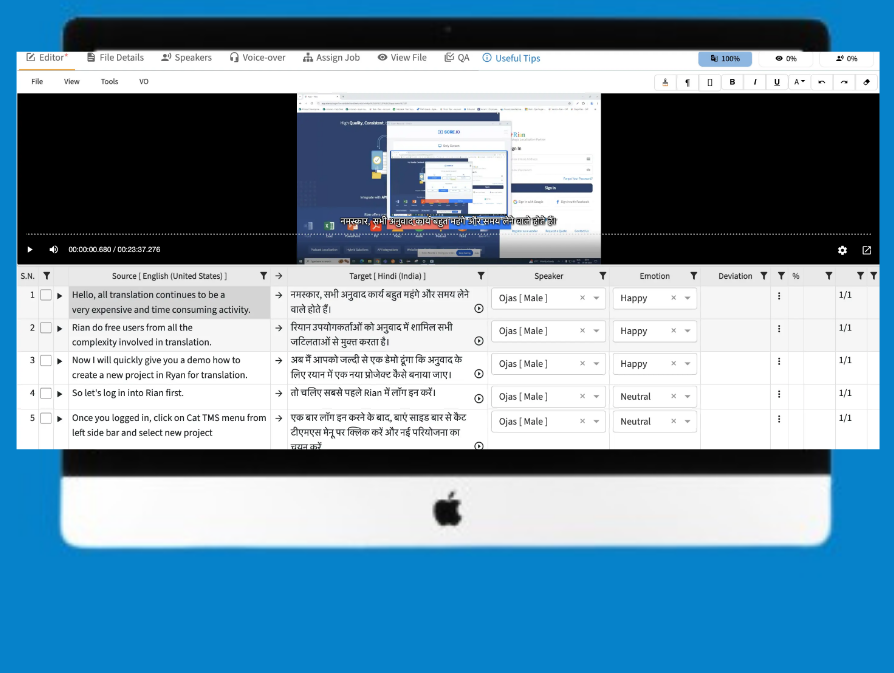 Editor*
File Details
Speakers
Voice-over
Assign Job
View File
QA
Useful Tips
100%
0%
0%
File
View
Tools
VO
B
I
U
A
High Quality, Consistent
Sign in
नमस्कार, सभी अनुवाद कार्य बहुत महंगे और समय लेने वाले होते हैं।
00:00:00.680 / 00:23:37.276
S.N.
Source [ English (United States) ]
Target [ Hindi (India) ]
Speaker
Emotion
Deviation
%
1
Hello, all translation continues to be a
very expensive and time consuming activity.
नमस्कार, सभी अनुवाद कार्य बहुत महंगे और समय लेने
वाले होते हैं।
Ojas [ Male ]
Happy
1/1
2
Rian do free users from all the
complexity involved in translation.
रियान उपयोगकर्ताओं को अनुवाद में शामिल सभी
जटिलताओं से मुक्त करता है।
Ojas [ Male ]
Happy
1/1
3
Now I will quickly give you a demo how to
create a new project in Ryan for translation.
अब मैं आपको जल्दी से एक डेमो दूंगा कि अनुवाद के
लिए रयान में एक नया प्रोजेक्ट कैसे बनाया जाए।
Ojas [ Male ]
Happy
1/1
4
So let's log in into Rian first.
तो चलिए सबसे पहले Rian में लॉग इन करें।
Ojas [ Male ]
Neutral
1/1
5
Once you logged in, click on Cat TMS menu from
left side bar and select new project
एक बार लॉग इन करने के बाद, बाएं साइड बार से कैट
टीएमएस मेनू पर क्लिक करें और नई परियोजना का
चयन करें
Ojas [ Male ]
Neutral
1/1